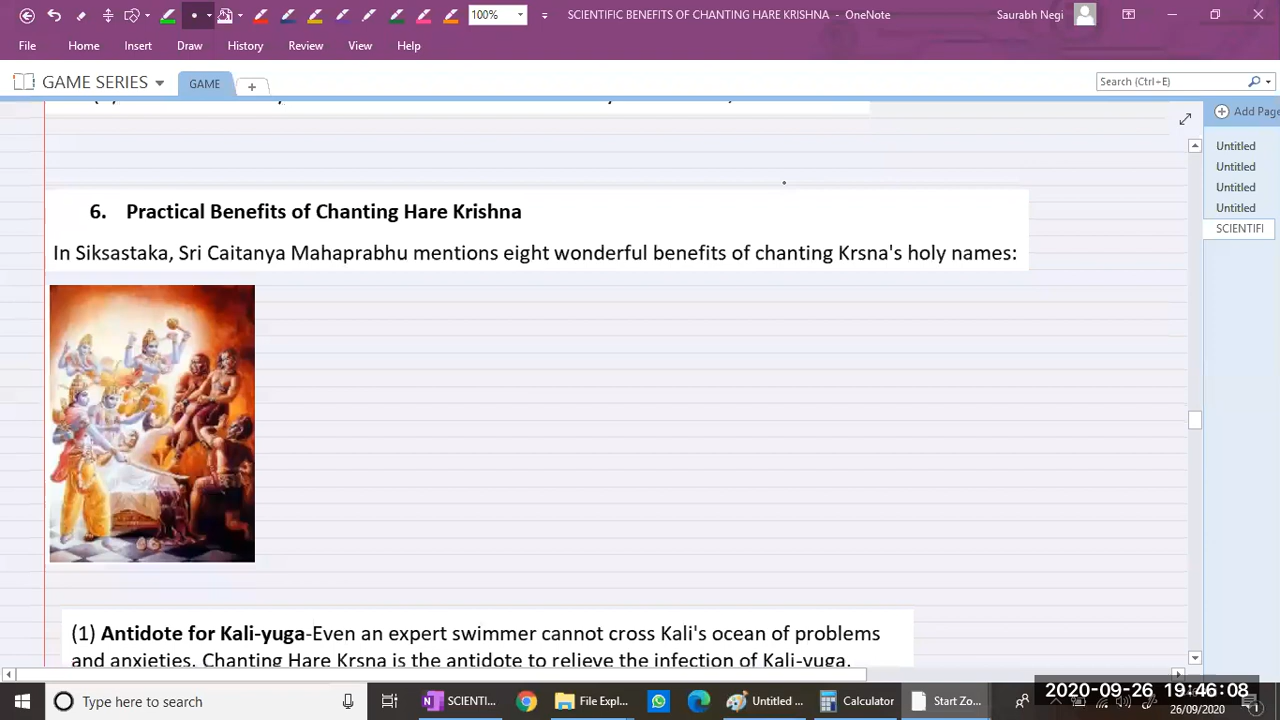 100%
SCIENTIFIC BENEFITS OF CHANTING HARE KRISHNA - OneNote
Saurabh Negi
File Home Insert Draw History Review View Help
GAME SERIES
GAME
Search (Ctrl+E)
Add Page
Untitled
Untitled
Untitled
Untitled
SCIENTIFI
6. Practical Benefits of Chanting Hare Krishna
In Siksastaka, Sri Caitanya Mahaprabhu mentions eight wonderful benefits of chanting Krsna's holy names:
(1) Antidote for Kali-yuga-Even an expert swimmer cannot cross Kali's ocean of problems
and anxieties. Chanting Hare Krsna is the antidote to relieve the infection of Kali-yuga.
Type here to search
SCIENTI...
File Expl...
Untitled ...
Calculator
Start Zo...
2020-09-26 19:46:08
26/09/2020